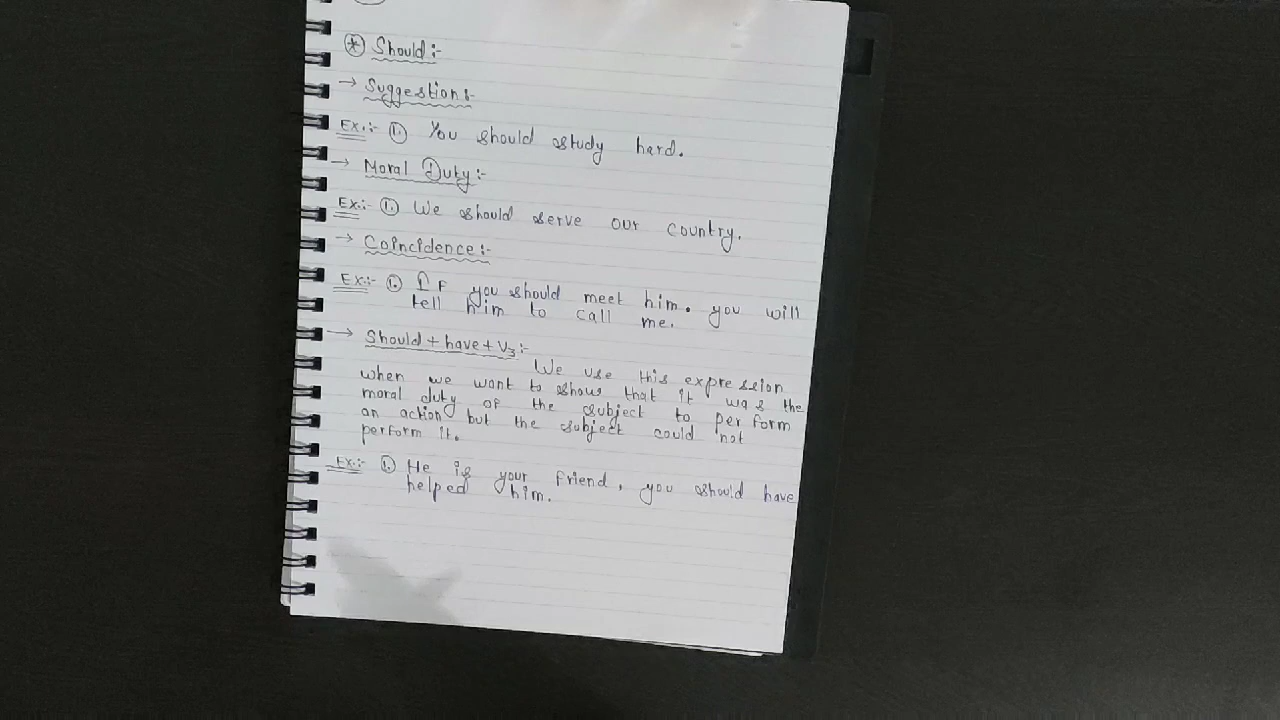 * Should:-
→ Suggestion:-
Ex.:- 1. You should study hard.
→ Moral Duty:-
Ex.:- 1. We should serve our country.
→ Coincidence:-
Ex.:- 1. If you should meet him. you will
tell him to call me.
→ Should + have + V3:-
We use this expression
when we want to show that it was the
moral duty of the subject to perform
an action but the subject could not
perform it.
Ex.:- 1. He is your friend, you should have
helped him.